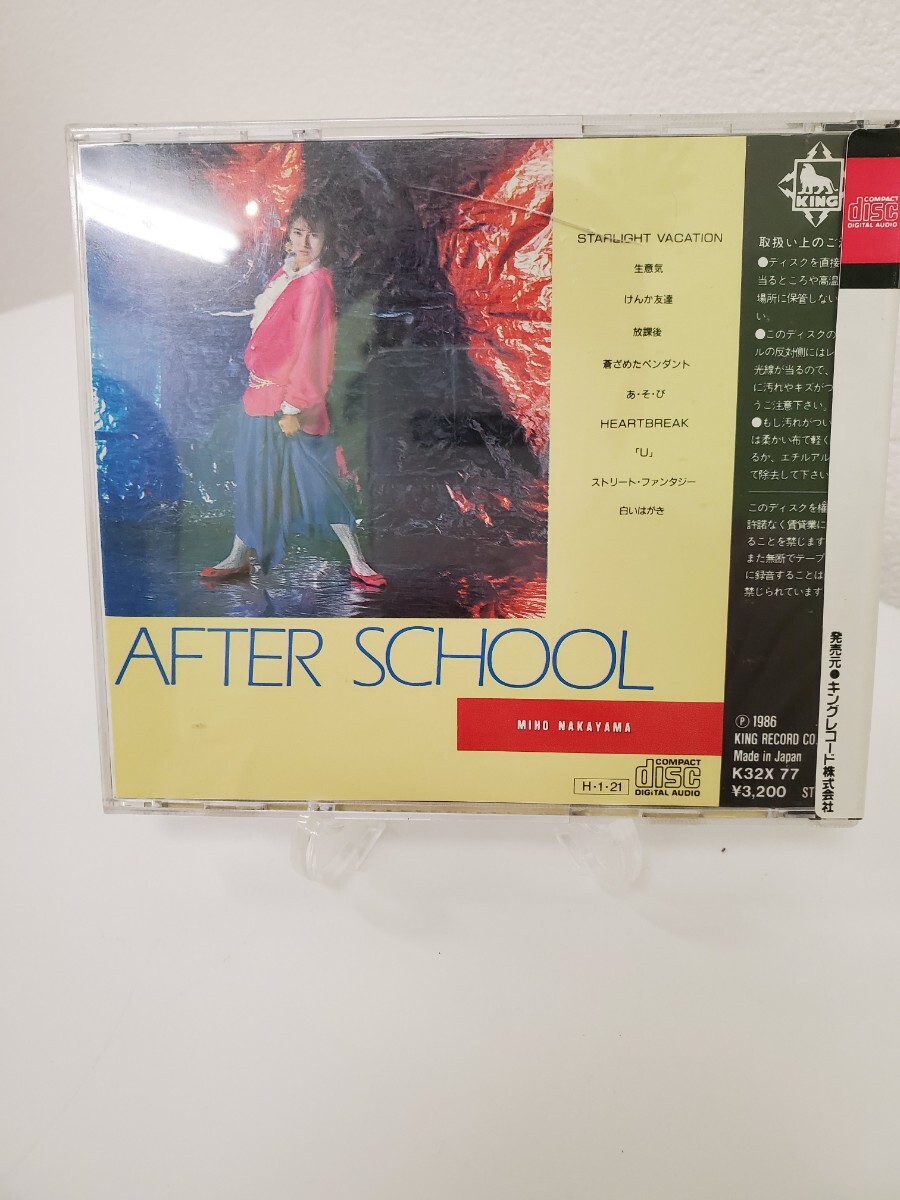 STARLIGHT VACATION
生意気
けんか友達
放課後
蒼ざめたペンダント
あ・そ・び
HEARTBREAK
「U」
ストリート・ファンタジー
白いはがき
AFTER SCHOOL
MIHO NAKAYAMA
H・1・21
COMPACT
disc
DIGITAL AUDIO
KING
取扱い上のご
●ディスクを直接
当るところや高温
場所に保管しない
い。
●このディスクの
ルの反対側にはレ
光線が当るので、
に汚れやキズがつ
うご注意下さい。
●もし汚れがつい
は柔かい布で軽く
るか、エチルアル
て除去して下さい
このディスクを権
許諾なく賃貸業に
ることを禁じます
また無断でテープ
に録音することは
禁じられています
Ⓟ 1986
KING RECORD CO.
Made in Japan
K32X 77
¥3,200 ST
COMPACT
disc
DIGITAL AUDIO
発売元●キングレコード株式会社